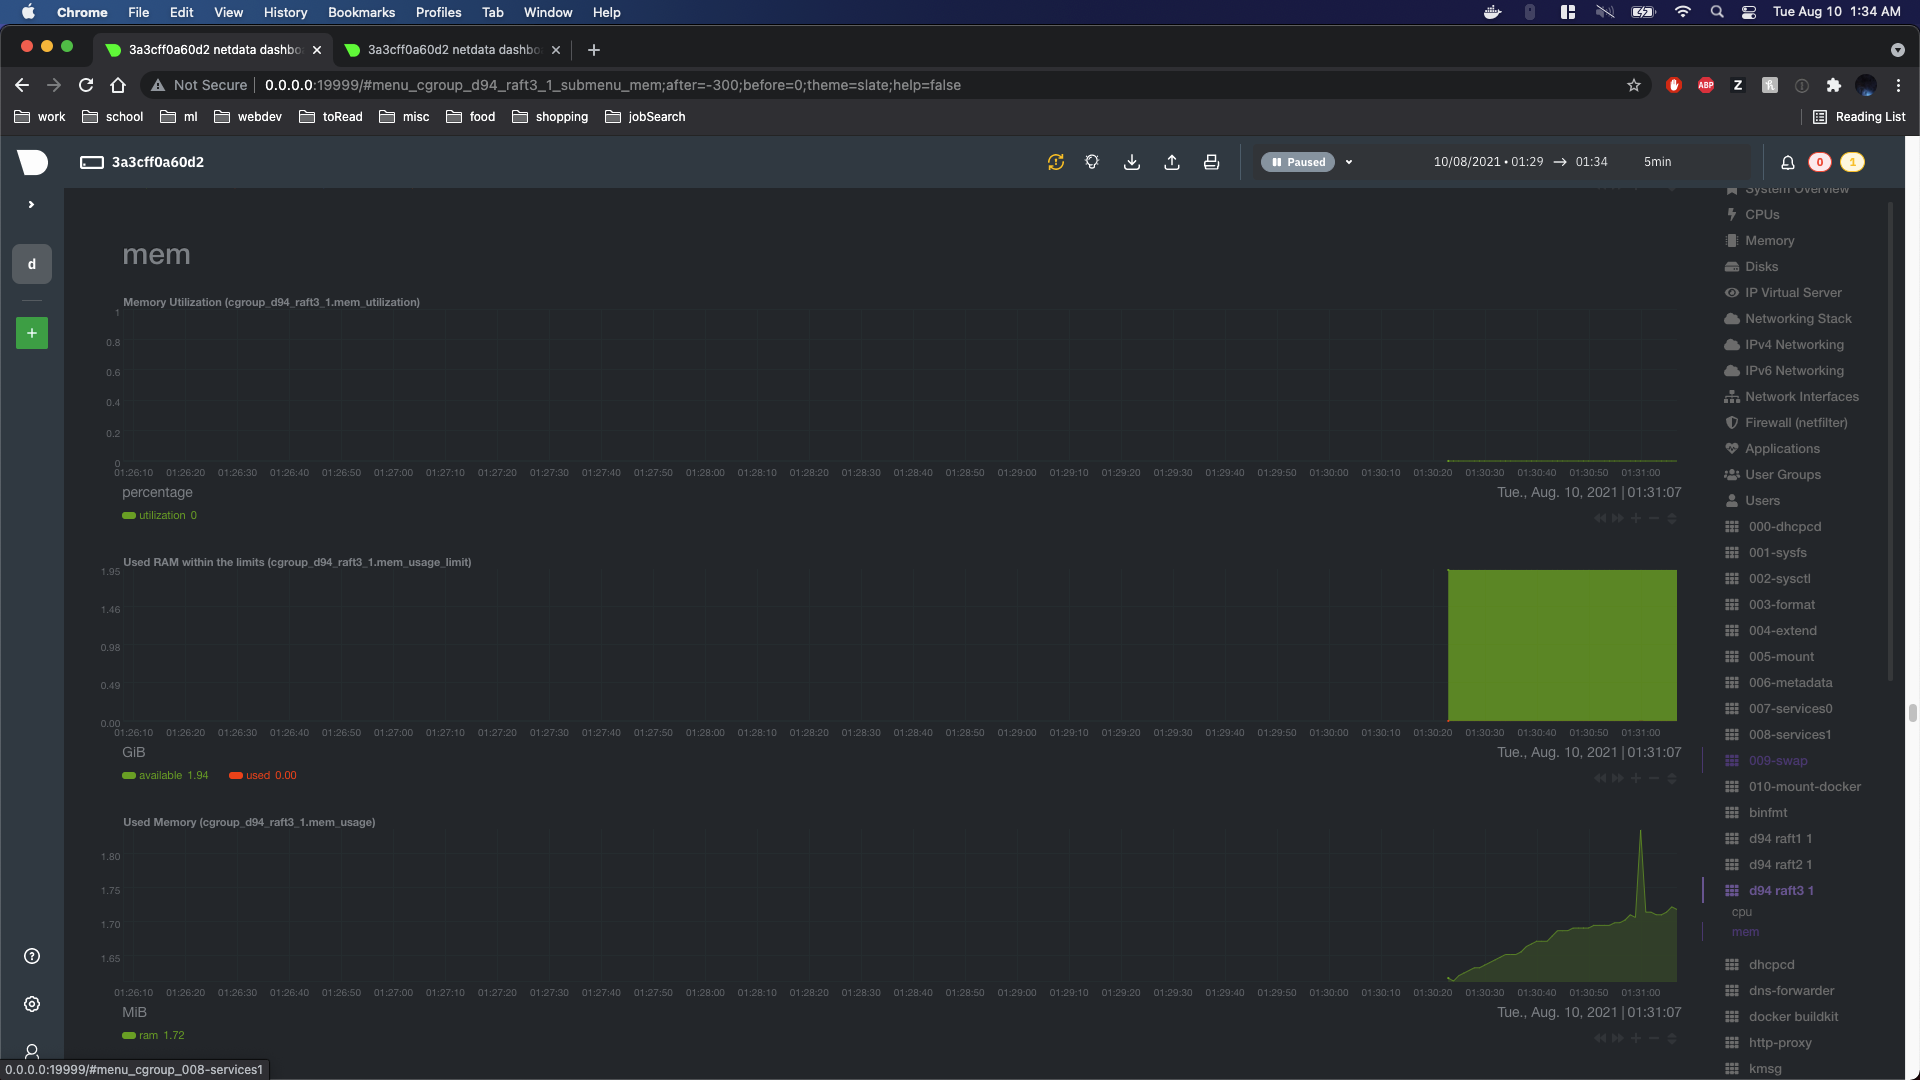 Chrome File Edit View History Bookmarks Profiles Tab Window Help Tue Aug 10 1:34 AM
3a3cff0a60d2 netdata dashbo 3a3cff0a60d2 netdata dashbo
Not Secure 0.0.0.0:19999/#menu_cgroup_d94_raft3_1_submenu_mem;after=-300;before=0;theme=slate;help=false ABP Z
work school ml webdev toRead misc food shopping jobSearch Reading List
3a3cff0a60d2 Paused 10/08/2021 • 01:29 → 01:34 5min 0 1
d
+
mem
Memory Utilization (cgroup_d94_raft3_1.mem_utilization)
1
0.8
0.6
0.4
0.2
0
01:26:10 01:26:20 01:26:30 01:26:40 01:26:50 01:27:00 01:27:10 01:27:20 01:27:30 01:27:40 01:27:50 01:28:00 01:28:10 01:28:20 01:28:30 01:28:40 01:28:50 01:29:00 01:29:10 01:29:20 01:29:30 01:29:40 01:29:50 01:30:00 01:30:10 01:30:20 01:30:30 01:30:40 01:30:50 01:31:00
percentage Tue., Aug. 10, 2021 | 01:31:07
utilization 0
Used RAM within the limits (cgroup_d94_raft3_1.mem_usage_limit)
1.95
1.46
0.98
0.49
0.00
01:26:10 01:26:20 01:26:30 01:26:40 01:26:50 01:27:00 01:27:10 01:27:20 01:27:30 01:27:40 01:27:50 01:28:00 01:28:10 01:28:20 01:28:30 01:28:40 01:28:50 01:29:00 01:29:10 01:29:20 01:29:30 01:29:40 01:29:50 01:30:00 01:30:10 01:30:20 01:30:30 01:30:40 01:30:50 01:31:00
GiB Tue., Aug. 10, 2021 | 01:31:07
available 1.94 used 0.00
Used Memory (cgroup_d94_raft3_1.mem_usage)
1.80
1.75
1.70
1.65
01:26:10 01:26:20 01:26:30 01:26:40 01:26:50 01:27:00 01:27:10 01:27:20 01:27:30 01:27:40 01:27:50 01:28:00 01:28:10 01:28:20 01:28:30 01:28:40 01:28:50 01:29:00 01:29:10 01:29:20 01:29:30 01:29:40 01:29:50 01:30:00 01:30:10 01:30:20 01:30:30 01:30:40 01:30:50 01:31:00
MiB Tue., Aug. 10, 2021 | 01:31:07
ram 1.72
System Overview
CPUs
Memory
Disks
IP Virtual Server
Networking Stack
IPv4 Networking
IPv6 Networking
Network Interfaces
Firewall (netfilter)
Applications
User Groups
Users
000-dhcpcd
001-sysfs
002-sysctl
003-format
004-extend
005-mount
006-metadata
007-services0
008-services1
009-swap
010-mount-docker
binfmt
d94 raft1 1
d94 raft2 1
d94 raft3 1
cpu
mem
dhcpcd
dns-forwarder
docker buildkit
http-proxy
kmsg
0.0.0.0:19999/#menu_cgroup_008-services1